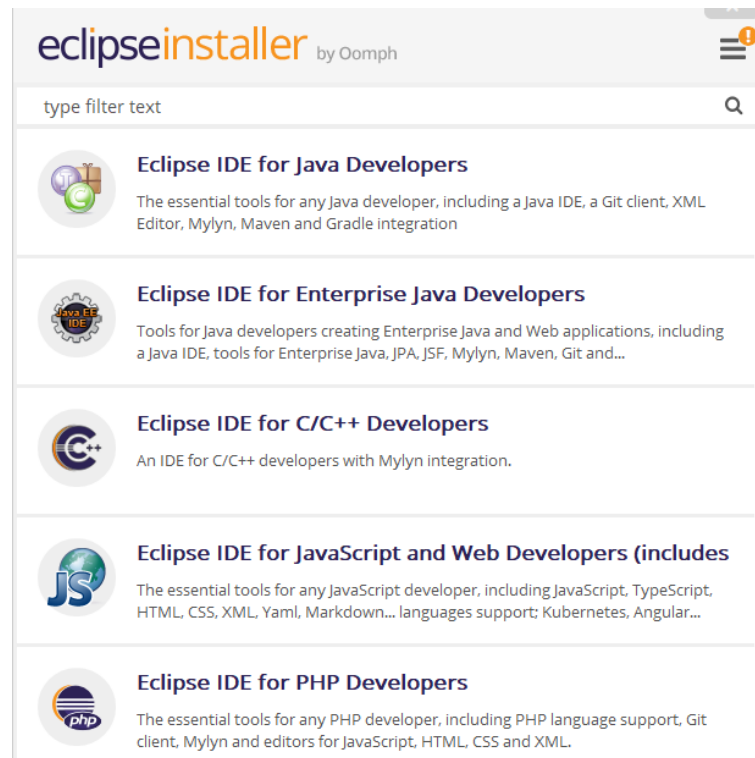 eclipseinstaller by Oomph
type filter text
Eclipse IDE for Java Developers
The essential tools for any Java developer, including a Java IDE, a Git client, XML
Editor, Mylyn, Maven and Gradle integration
Java EE
IDE
Eclipse IDE for Enterprise Java Developers
Tools for Java developers creating Enterprise Java and Web applications, including
a Java IDE, tools for Enterprise Java, JPA, JSF, Mylyn, Maven, Git and...
C++
Eclipse IDE for C/C++ Developers
An IDE for C/C++ developers with Mylyn integration.
JS
Eclipse IDE for JavaScript and Web Developers (includes
The essential tools for any JavaScript developer, including JavaScript, TypeScript,
HTML, CSS, XML, Yaml, Markdown... languages support; Kubernetes, Angular...
php
Eclipse IDE for PHP Developers
The essential tools for any PHP developer, including PHP language support, Git
client, Mylyn and editors for JavaScript, HTML, CSS and XML.